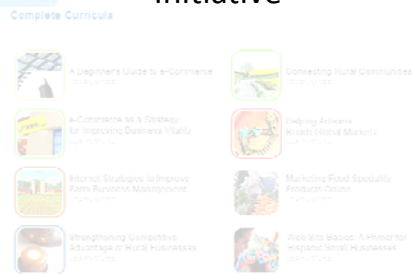 Initiative
Complete Curricula
A Beginner's Guide to e-Commerce
Connecting Rural Communities
e-Commerce as a Strategy
for Improving Business Vitality
Helping Artisans
Reach Global Markets
Internet Strategies to Improve
Farm Business Management
Marketing Food Specialty
Products Online
Strengthening Competitive
Advantage of Rural Businesses
Web Site Basics: A Primer for
Hispanic Small Businesses